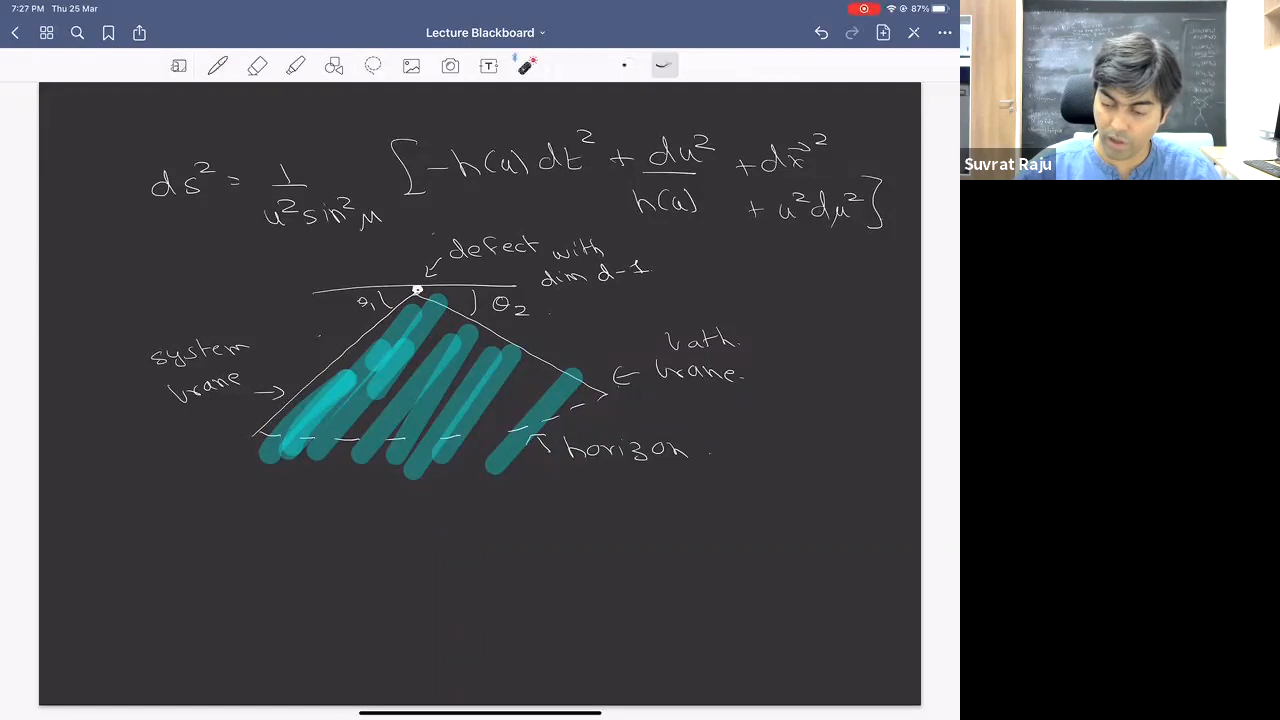 7:27 PM Thu 25 Mar
87%
Lecture Blackboard
Suvrat Raju
ds² = 1/(u² sin² μ) [ -h(u) dt² + du²/h(u) + dx⃗² + u² dμ² ]
defect with
dim d-1
θ₁ θ₂
system
brane
bath
brane.
horizon